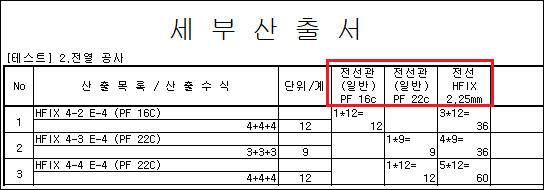 세 부 산 출 서
[테스트] 2.전열 공사
No 산 출 목 록 / 산 출 수 식 단위/계 전선관 (일반) PF 16c 전선관 (일반) PF 22c 전선 HFIX 2.25mm
1 HFIX 4-2 E-4 (PF 16C) 1*12= 3*12=
4+4+4 12 12 36
2 HFIX 4-3 E-4 (PF 22C) 1*9= 4*9=
3+3+3 9 9 36
3 HFIX 4-4 E-4 (PF 22C) 1*12= 5*12=
4+4+4 12 12 60